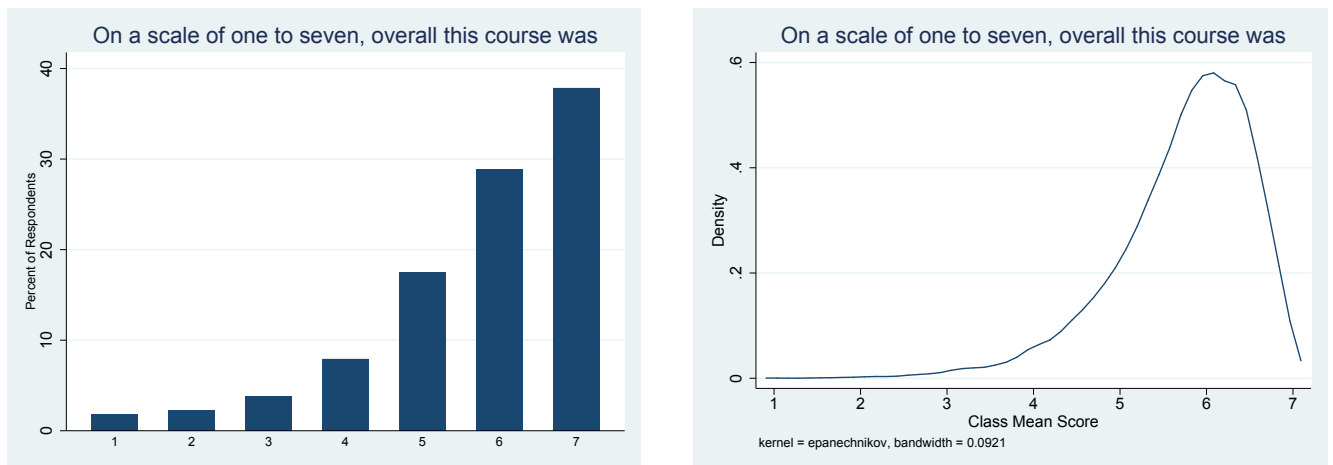 On a scale of one to seven, overall this course was
Percent of Respondents
40
30
20
10
0
1 2 3 4 5 6 7
On a scale of one to seven, overall this course was
Density
.6
.4
.2
0
1 2 3 4 5 6 7
Class Mean Score
kernel = epanechnikov, bandwidth = 0.0921